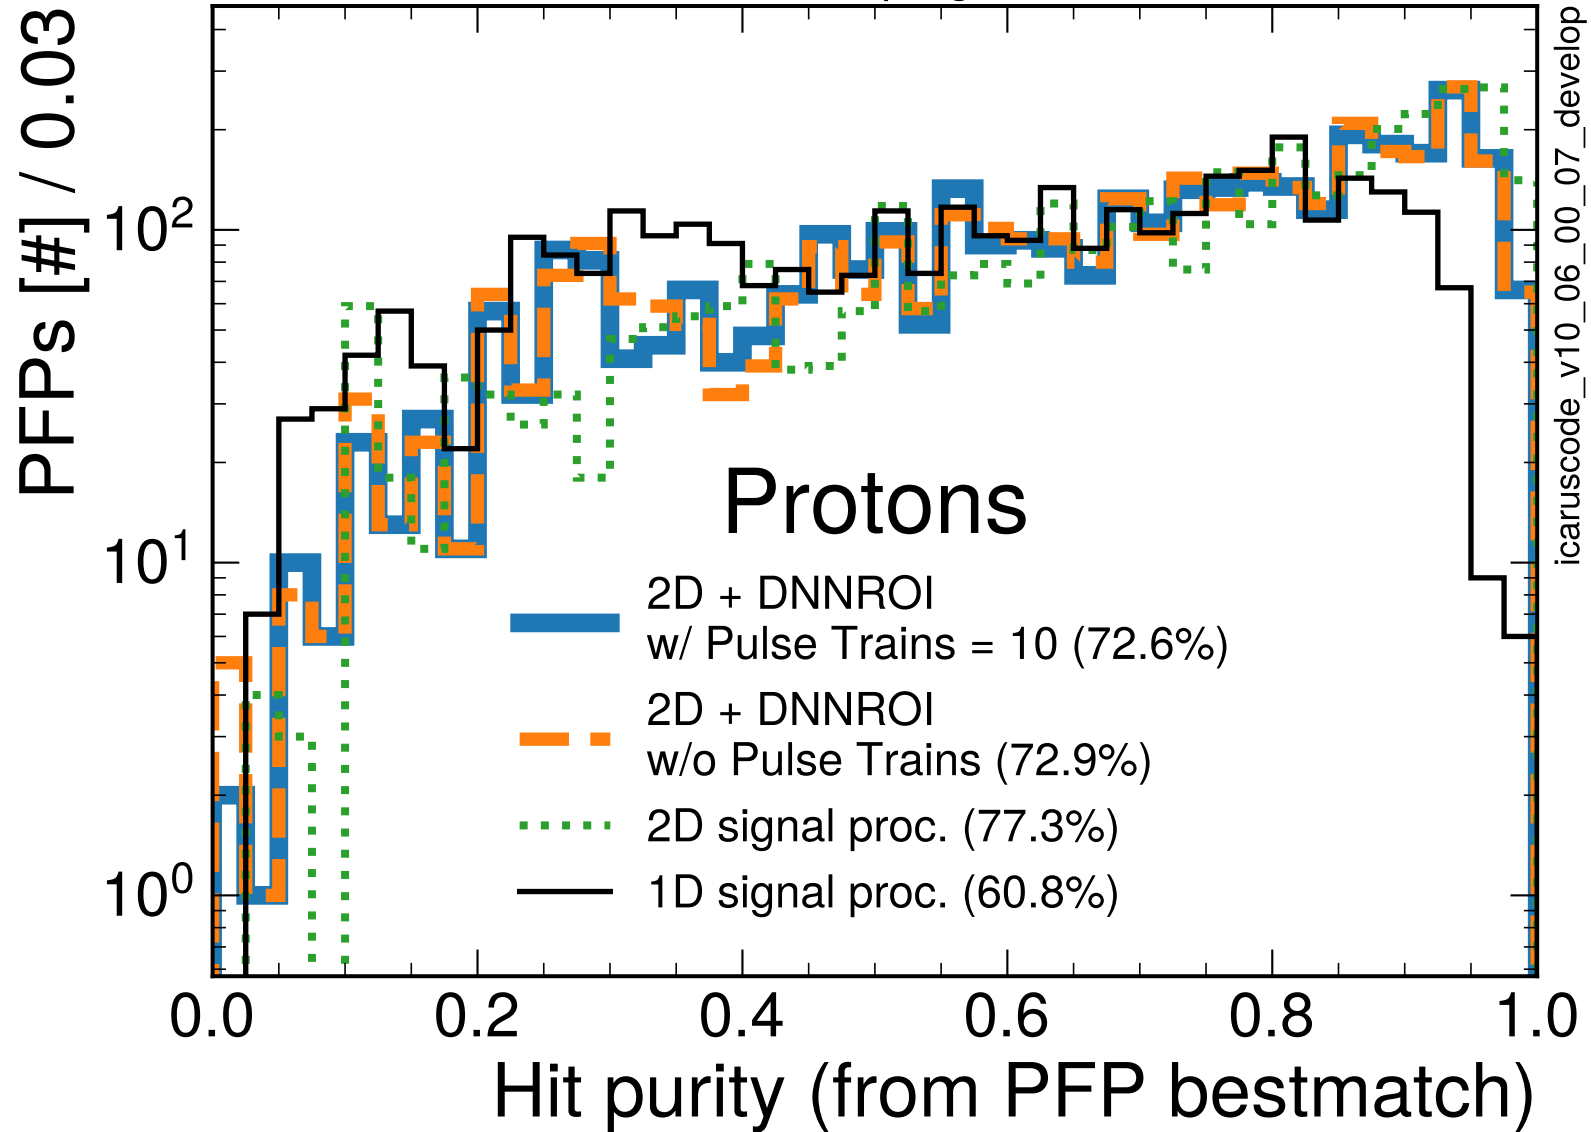 PFPs [#] / 0.03
10²
10¹
10⁰
Protons
2D + DNNROI
w/ Pulse Trains = 10 (72.6%)
2D + DNNROI
w/o Pulse Trains (72.9%)
2D signal proc. (77.3%)
1D signal proc. (60.8%)
0.0 0.2 0.4 0.6 0.8 1.0
Hit purity (from PFP bestmatch)
icaruscode_v10_06_00_07_develop